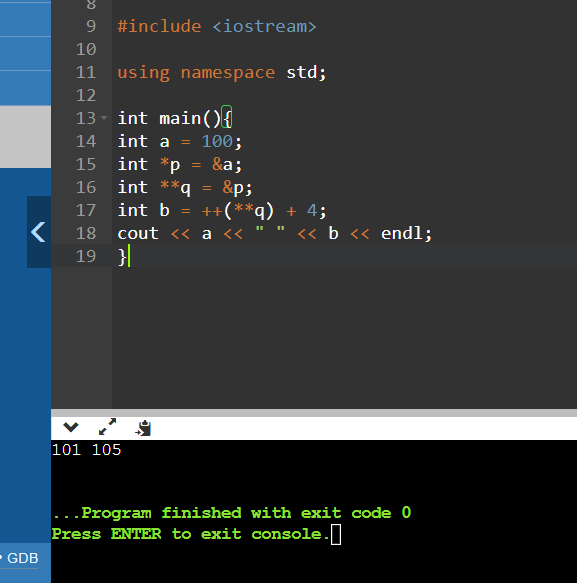 8
9 #include <iostream>
10
11 using namespace std;
12
13 int main(){
14 int a = 100;
15 int *p = &a;
16 int **q = &p;
17 int b = ++(**q) + 4;
18 cout << a << " " << b << endl;
19 }
101 105
...Program finished with exit code 0
Press ENTER to exit console.
GDB